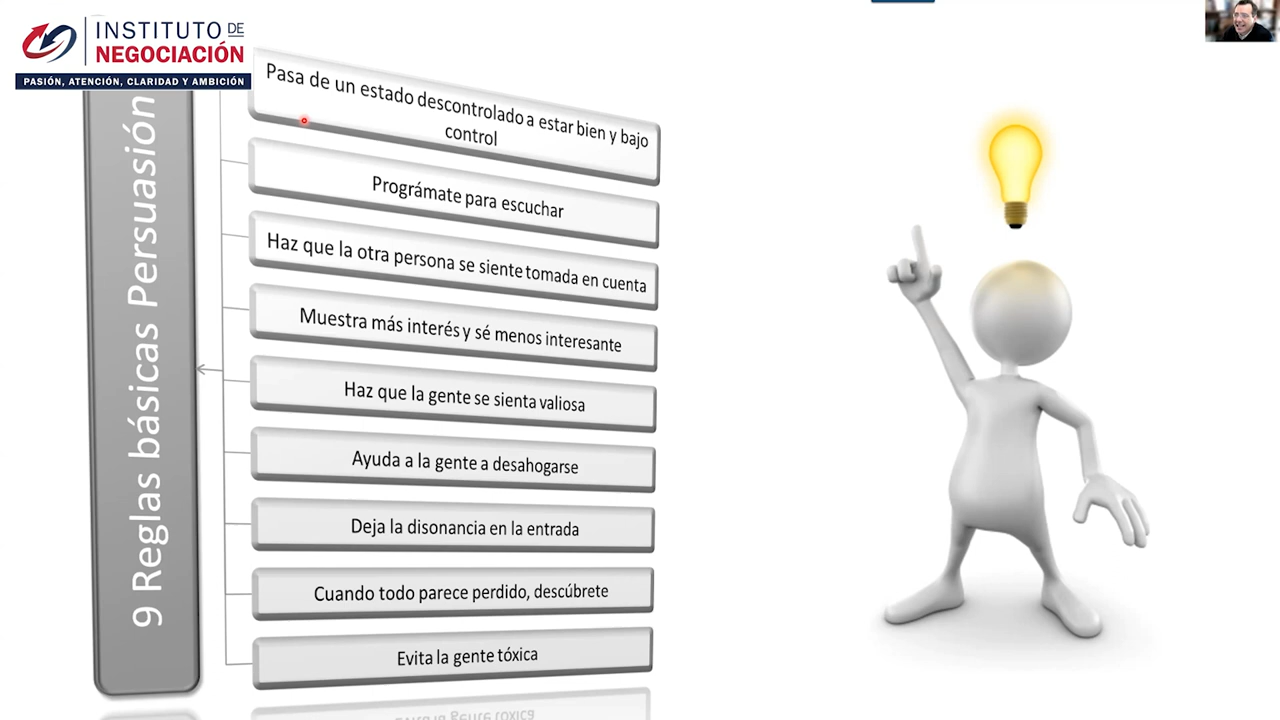 INSTITUTO DE
NEGOCIACIÓN
PASIÓN, ATENCIÓN, CLARIDAD Y AMBICIÓN
9 Reglas básicas Persuasión
Pasa de un estado descontrolado a estar bien y bajo
control
Prográmate para escuchar
Haz que la otra persona se siente tomada en cuenta
Muestra más interés y sé menos interesante
Haz que la gente se sienta valiosa
Ayuda a la gente a desahogarse
Deja la disonancia en la entrada
Cuando todo parece perdido, descúbrete
Evita la gente tóxica